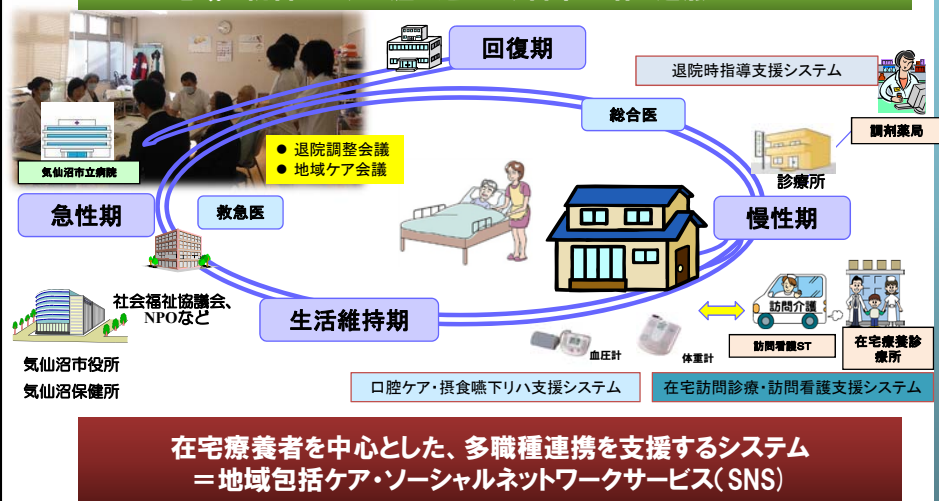 回復期
退院時指導支援システム
総合医
調剤薬局
● 退院調整会議
● 地域ケア会議
気仙沼市立病院
診療所
急性期
救急医
慢性期
社会福祉協議会、
NPOなど
生活維持期
訪問介護
訪問看護ST
在宅療養診
療所
血圧計
体重計
気仙沼市役所
気仙沼保健所
口腔ケア・摂食嚥下リハ支援システム
在宅訪問診療・訪問看護支援システム
在宅療養者を中心とした、多職種連携を支援するシステム
＝地域包括ケア・ソーシャルネットワークサービス(SNS)